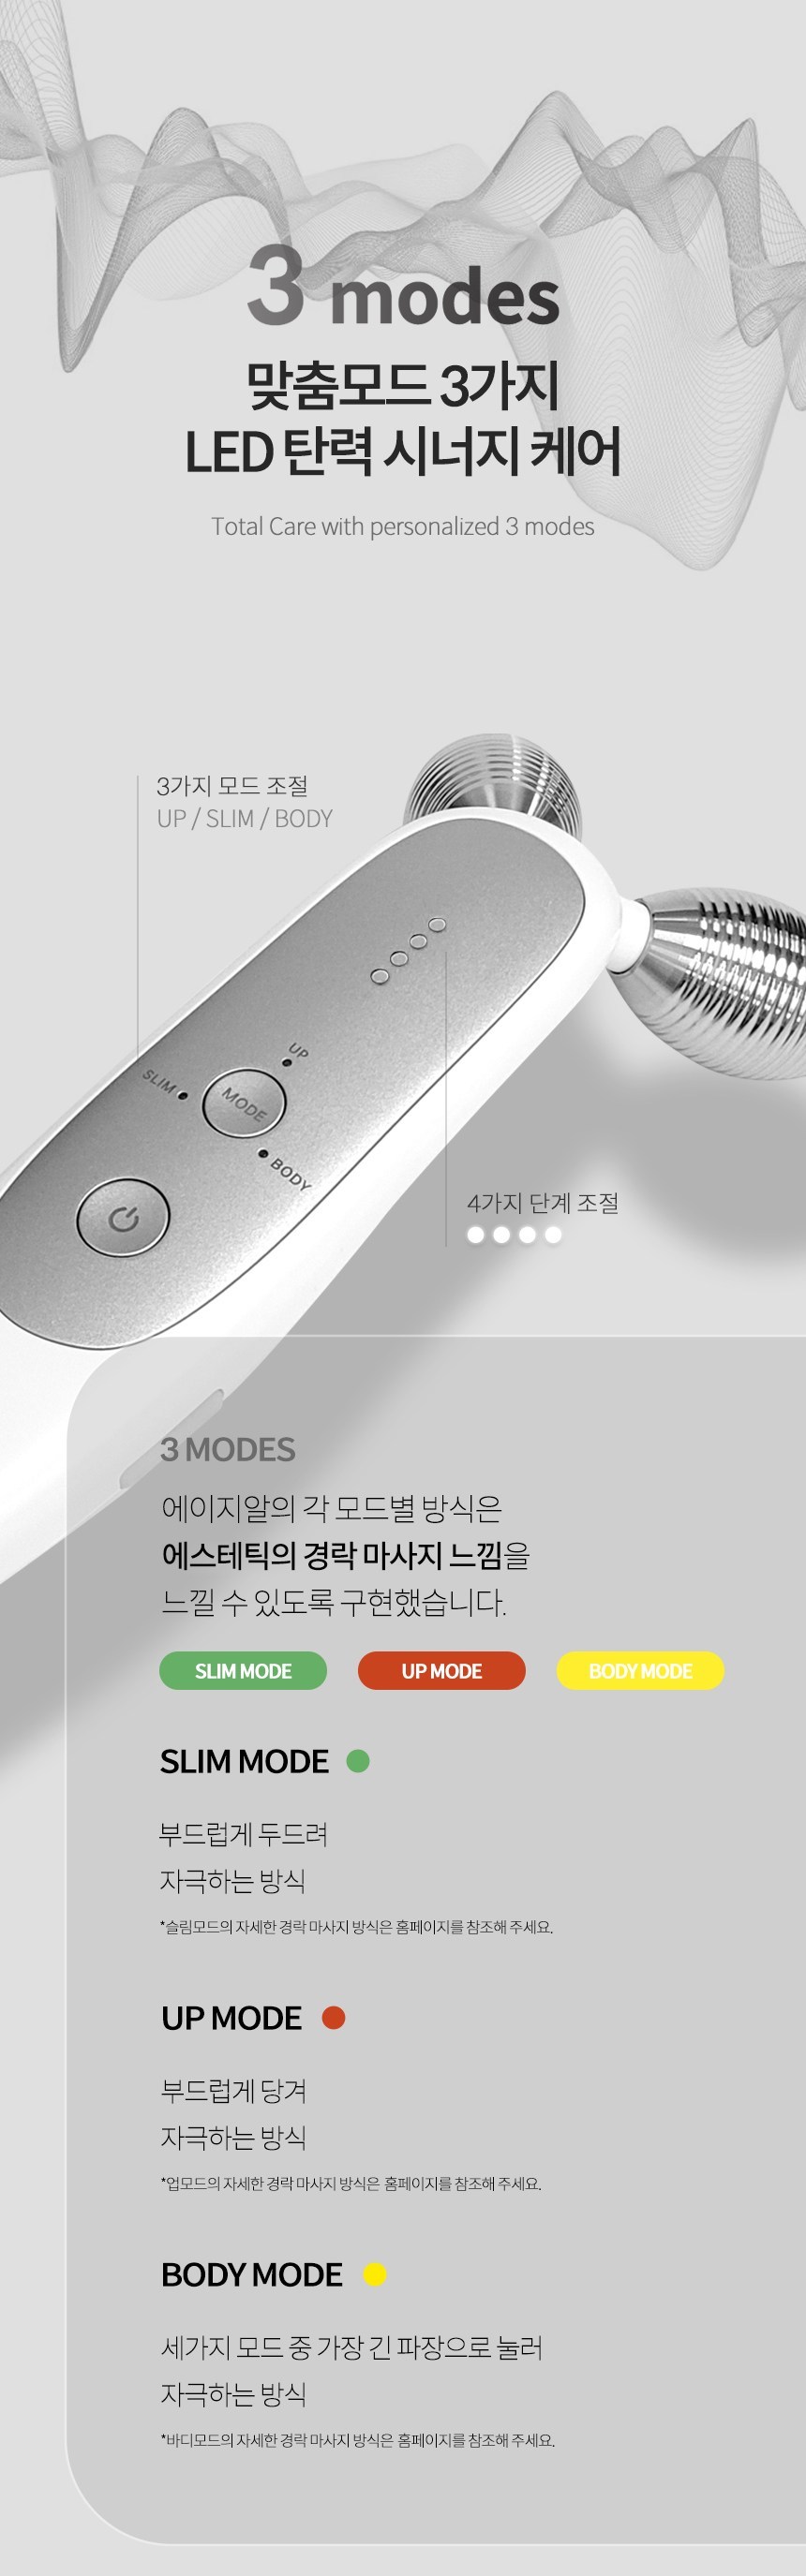 3 modes
맞춤모드 3가지
LED 탄력 시너지 케어
Total Care with personalized 3 modes
3가지 모드 조절
UP / SLIM / BODY
UP
SLIM
MODE
BODY
4가지 단계 조절
3 MODES
에이지알의 각 모드별 방식은
에스테틱의 경락 마사지 느낌을
느낄 수 있도록 구현했습니다.
SLIM MODE UP MODE BODY MODE
SLIM MODE
부드럽게 두드려
자극하는 방식
*슬림모드의 자세한 경락 마사지 방식은 홈페이지를 참조해 주세요.
UP MODE
부드럽게 당겨
자극하는 방식
*업모드의 자세한 경락 마사지 방식은 홈페이지를 참조해 주세요.
BODY MODE
세가지 모드 중 가장 긴 파장으로 눌러
자극하는 방식
*바디모드의 자세한 경락 마사지 방식은 홈페이지를 참조해 주세요.